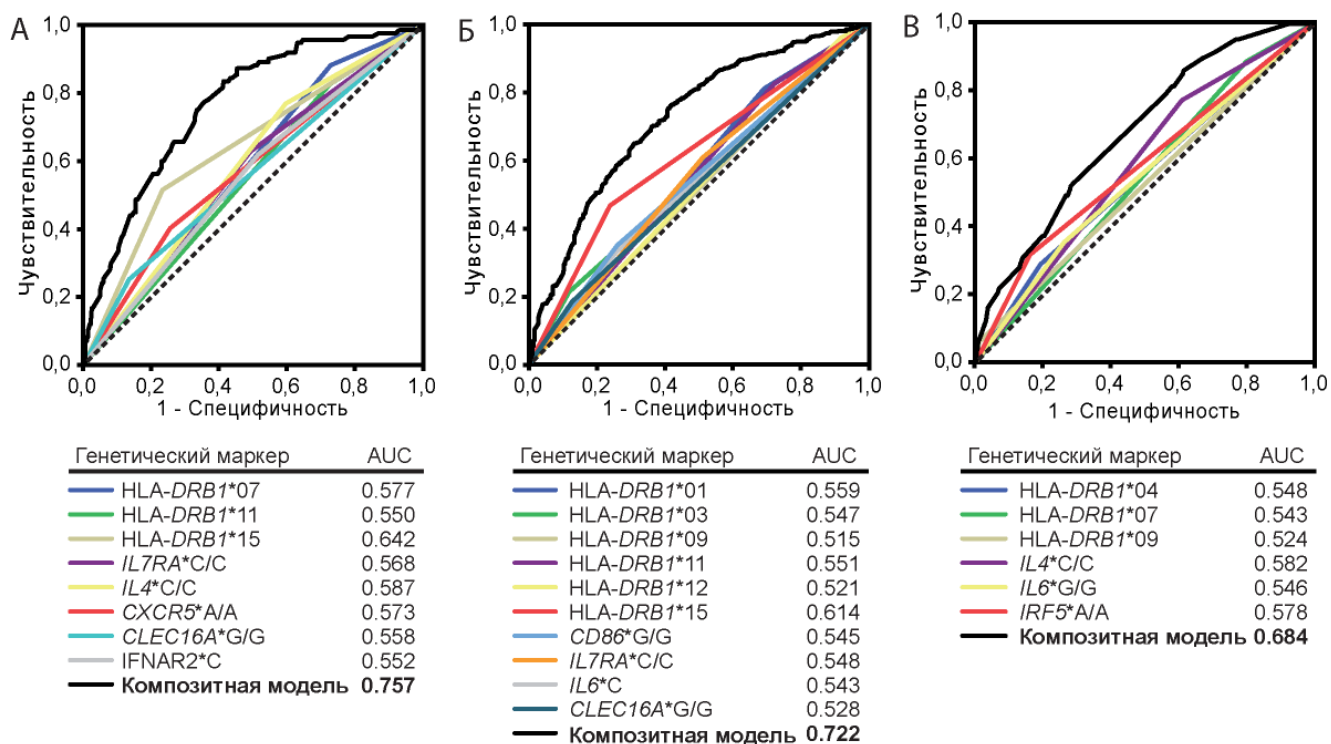 А
Чувствительность
1,0
0,8
0,6
0,4
0,2
0,0
0,0 0,2 0,4 0,6 0,8 1,0
1 - Специфичность
Генетический маркер AUC
HLA-DRB1*07 0.577
HLA-DRB1*11 0.550
HLA-DRB1*15 0.642
IL7RA*C/C 0.568
IL4*C/C 0.587
CXCR5*A/A 0.573
CLEC16A*G/G 0.558
IFNAR2*C 0.552
Композитная модель 0.757
Б
Чувствительность
1,0
0,8
0,6
0,4
0,2
0,0
0,0 0,2 0,4 0,6 0,8 1,0
1 - Специфичность
Генетический маркер AUC
HLA-DRB1*01 0.559
HLA-DRB1*03 0.547
HLA-DRB1*09 0.515
HLA-DRB1*11 0.551
HLA-DRB1*12 0.521
HLA-DRB1*15 0.614
CD86*G/G 0.545
IL7RA*C/C 0.548
IL6*C 0.543
CLEC16A*G/G 0.528
Композитная модель 0.722
В
Чувствительность
1,0
0,8
0,6
0,4
0,2
0,0
0,0 0,2 0,4 0,6 0,8 1,0
1 - Специфичность
Генетический маркер AUC
HLA-DRB1*04 0.548
HLA-DRB1*07 0.543
HLA-DRB1*09 0.524
IL4*C/C 0.582
IL6*G/G 0.546
IRF5*A/A 0.578
Композитная модель 0.684